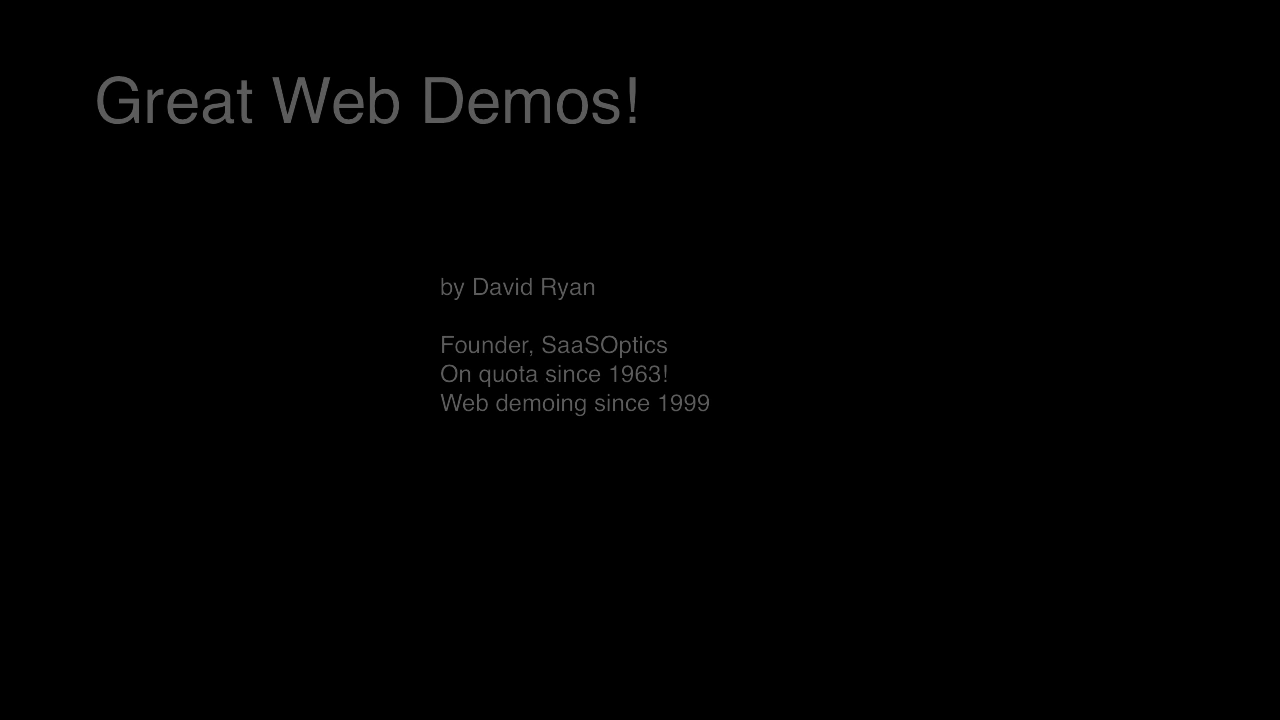 Great Web Demos!
by David Ryan
Founder, SaaSOptics
On quota since 1963!
Web demoing since 1999